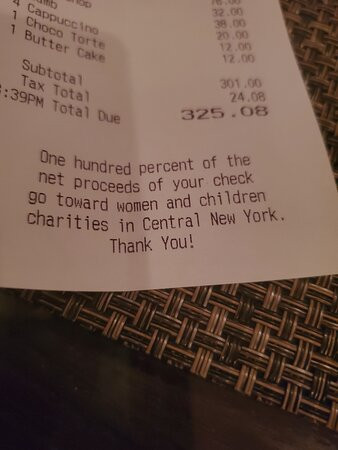 32.00
38.00
4 Cappuccino 20.00
1 Choco Torte 12.00
1 Butter Cake 12.00
Subtotal 301.00
Tax Total 24.08
:39PM Total Due 325.08
One hundred percent of the
net proceeds of your check
go toward women and children
charities in Central New York.
Thank You!